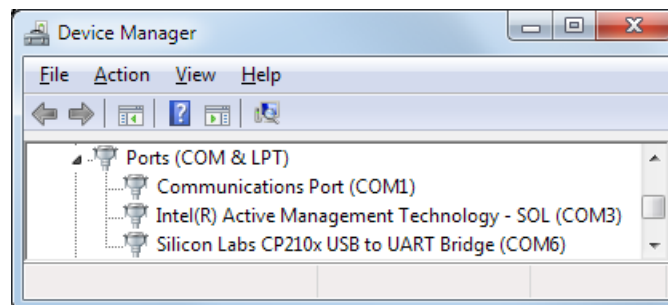 Device Manager
File Action View Help
Ports (COM & LPT)
Communications Port (COM1)
Intel(R) Active Management Technology - SOL (COM3)
Silicon Labs CP210x USB to UART Bridge (COM6)